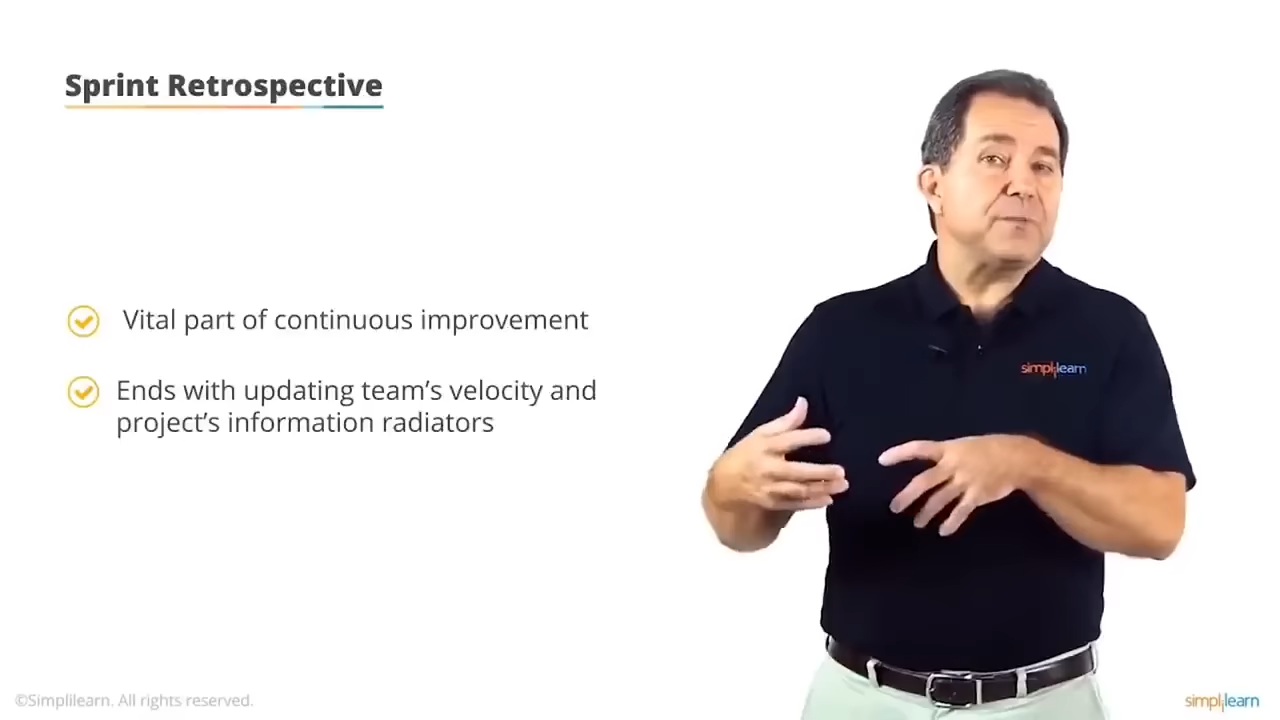 Sprint Retrospective
Vital part of continuous improvement
Ends with updating team’s velocity and
project’s information radiators
simplilearn
©Simplilearn. All rights reserved.
simplilearn